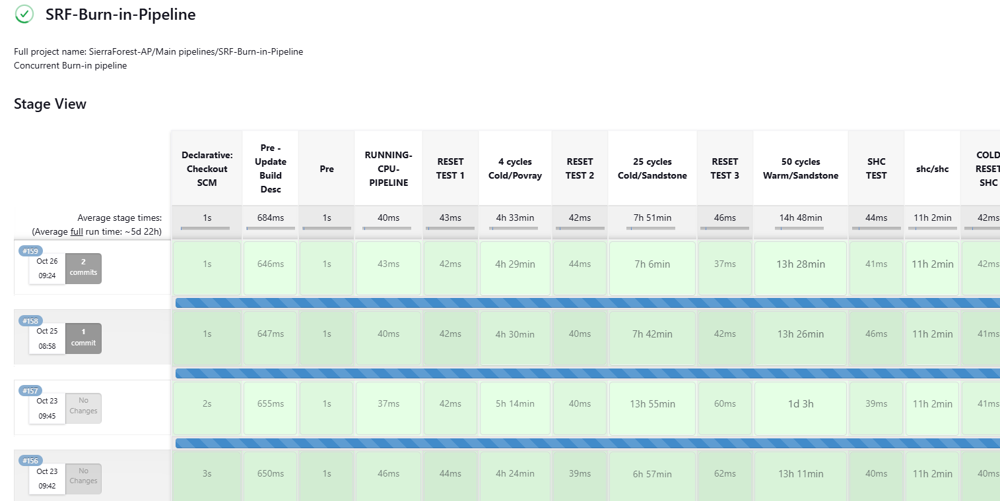 SRF-Burn-in-Pipeline
Full project name: SierraForest-AP/Main pipelines/SRF-Burn-in-Pipeline
Concurrent Burn-in pipeline
Stage View
Declarative:
Checkout
SCM
Pre -
Update
Build
Desc
Pre
RUNNING-
CPU-
PIPELINE
RESET
TEST 1
4 cycles
Cold/Povray
RESET
TEST 2
25 cycles
Cold/Sandstone
RESET
TEST 3
50 cycles
Warm/Sandstone
SHC
TEST
shc/shc
COLD
RESET
SHC
Average stage times:
(Average full run time: ~5d 22h)
1s 684ms 1s 40ms 43ms 4h 33min 42ms 7h 51min 46ms 14h 48min 44ms 11h 2min 42ms
#159
Oct 26
09:24
2
commits
1s 646ms 1s 43ms 42ms 4h 29min 44ms 7h 6min 37ms 13h 28min 41ms 11h 2min 42ms
#158
Oct 25
08:58
1
commit
1s 647ms 1s 40ms 42ms 4h 30min 40ms 7h 42min 42ms 13h 26min 46ms 11h 2min 41ms
#157
Oct 23
09:45
No
Changes
2s 655ms 1s 37ms 42ms 5h 14min 40ms 13h 55min 60ms 1d 3h 39ms 11h 2min 41ms
#156
Oct 23
09:42
No
Changes
3s 650ms 1s 46ms 44ms 4h 24min 39ms 6h 57min 62ms 13h 11min 40ms 11h 2min 40ms